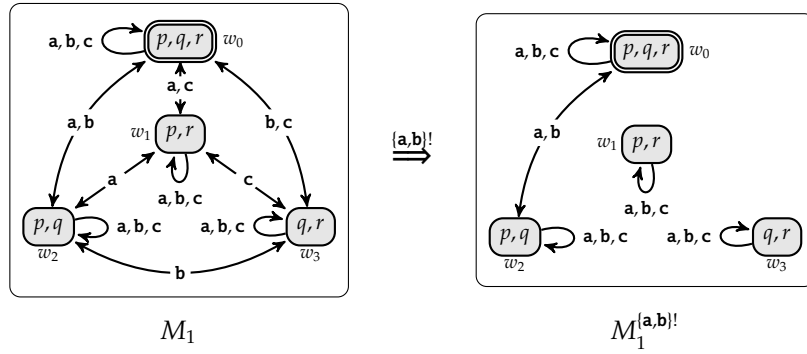 a, b, c
p, q, r
w0
a, c
a, b
b, c
w1
p, r
a
c
a, b, c
p, q
a, b, c
w2
a, b, c
q, r
w3
b
M1
{a,b}!
⇒
a, b, c
p, q, r
w0
a, b
w1
p, r
a, b, c
p, q
a, b, c
w2
a, b, c
q, r
w3
M1{a,b}!